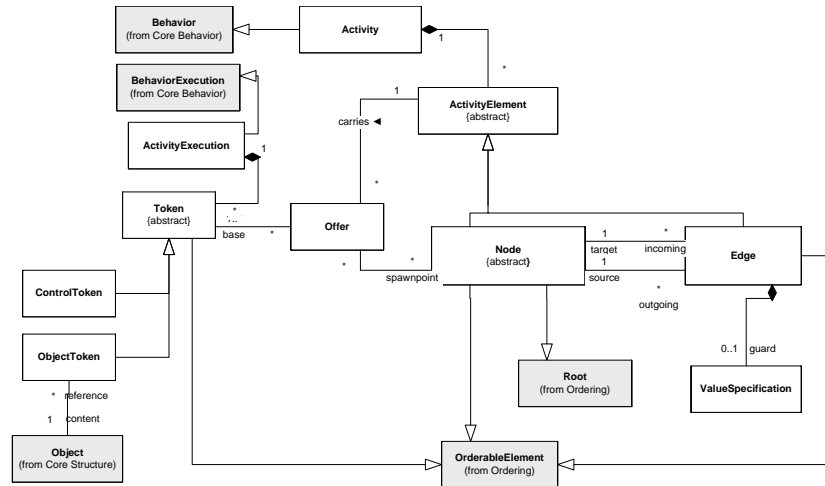 Behavior
(from Core Behavior)
Activity
1
*
BehaviorExecution
(from Core Behavior)
1
ActivityElement
{abstract}
carries ◄
ActivityExecution
1
*
Token
{abstract}
*
base
*
Offer
*
*
spawnpoint
Node
{abstract}
1
*
target
incoming
1
source
*
outgoing
Edge
ControlToken
ObjectToken
0..1
guard
ValueSpecification
Root
(from Ordering)
*
reference
1
content
Object
(from Core Structure)
OrderableElement
(from Ordering)